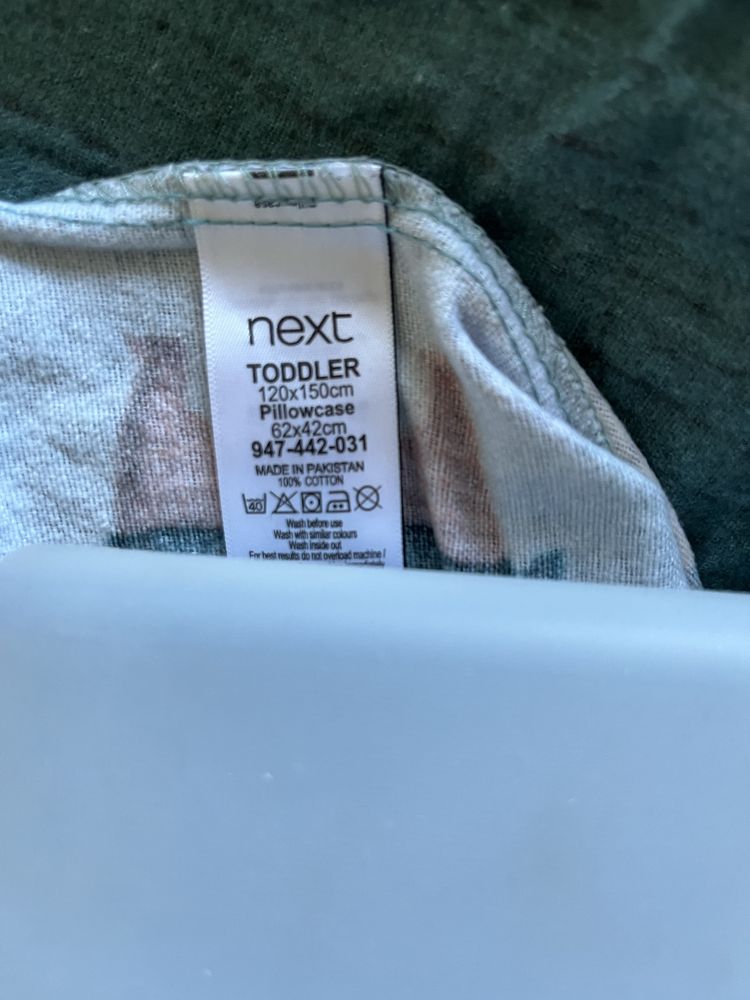 next
TODDLER
120x150cm
Pillowcase
62x42cm
947-442-031
MADE IN PAKISTAN
100% COTTON
40
Wash before use
Wash with similar colours
Wash inside out
For best results do not overload machine /
immediately